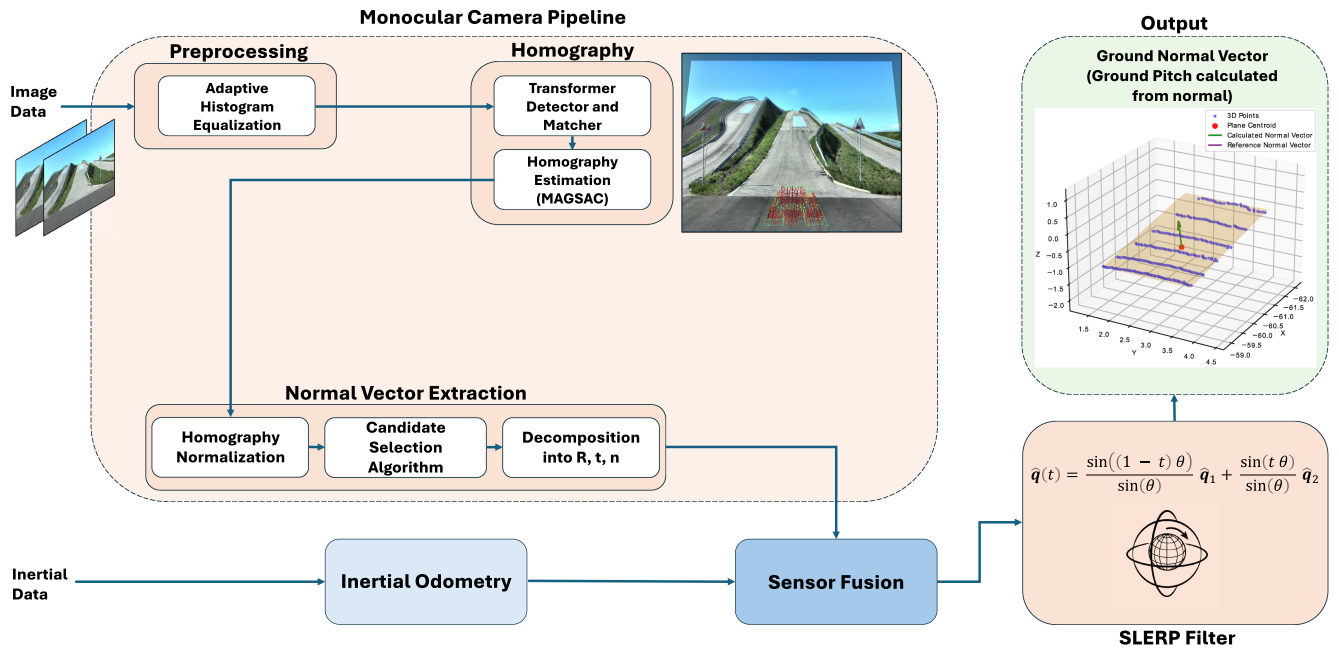 Monocular Camera Pipeline
Preprocessing
Homography
Output
Image
Data
Adaptive
Histogram
Equalization
Transformer
Detector and
Matcher
Homography
Estimation
(MAGSAC)
Ground Normal Vector
(Ground Pitch calculated
from normal)
3D Points
Plane Centroid
Calculated Normal Vector
Reference Normal Vector
1.0
0.5
0.0
−0.5
−1.0
−1.5
−2.0
Z
1.5
2.0
2.5
3.0
3.5
4.0
4.5
Y
−62.0
−61.5
−61.0
−60.5
−60.0
−59.5
−59.0
X
Normal Vector Extraction
Homography
Normalization
Candidate
Selection
Algorithm
Decomposition
into R, t, n
q̂(t) = sin((1 − t) θ) / sin(θ) q̂₁ + sin(t θ) / sin(θ) q̂₂
Inertial
Data
Inertial Odometry
Sensor Fusion
SLERP Filter